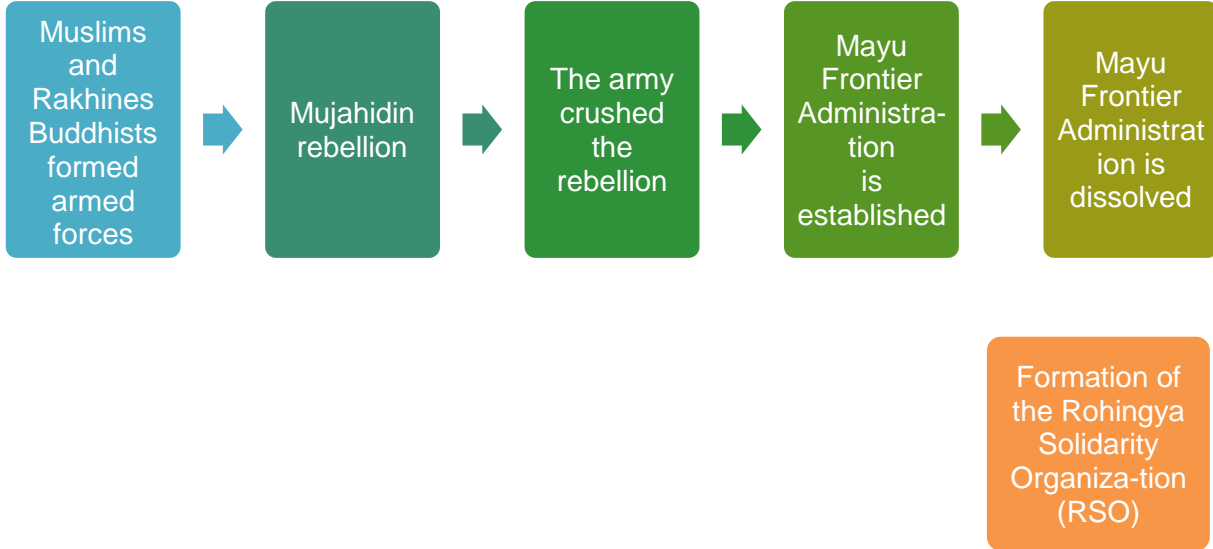 Muslims
and
Rakhines
Buddhists
formed
armed
forces
Mujahidin
rebellion
The army
crushed
the
rebellion
Mayu
Frontier
Administra-
tion
is
established
Mayu
Frontier
Administrat
ion is
dissolved
Formation of
the Rohingya
Solidarity
Organiza-tion
(RSO)